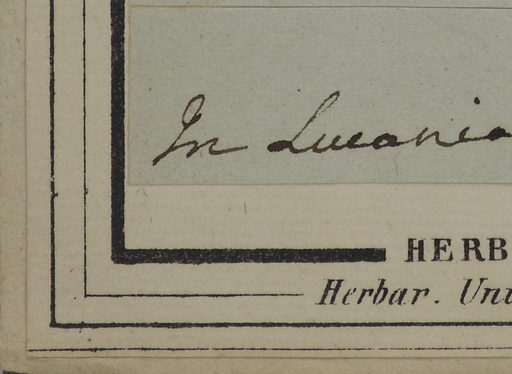 In Lucania
HERB
Herbar. Uni